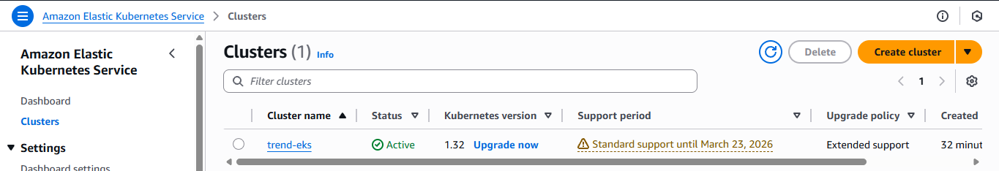 Amazon Elastic Kubernetes Service > Clusters
Amazon Elastic
Kubernetes Service
Dashboard
Clusters
Settings
Dashboard settings
Clusters (1) Info
Delete
Create cluster
Filter clusters
1
Cluster name Status Kubernetes version Support period Upgrade policy Created
trend-eks Active 1.32 Upgrade now Standard support until March 23, 2026 Extended support 32 minut